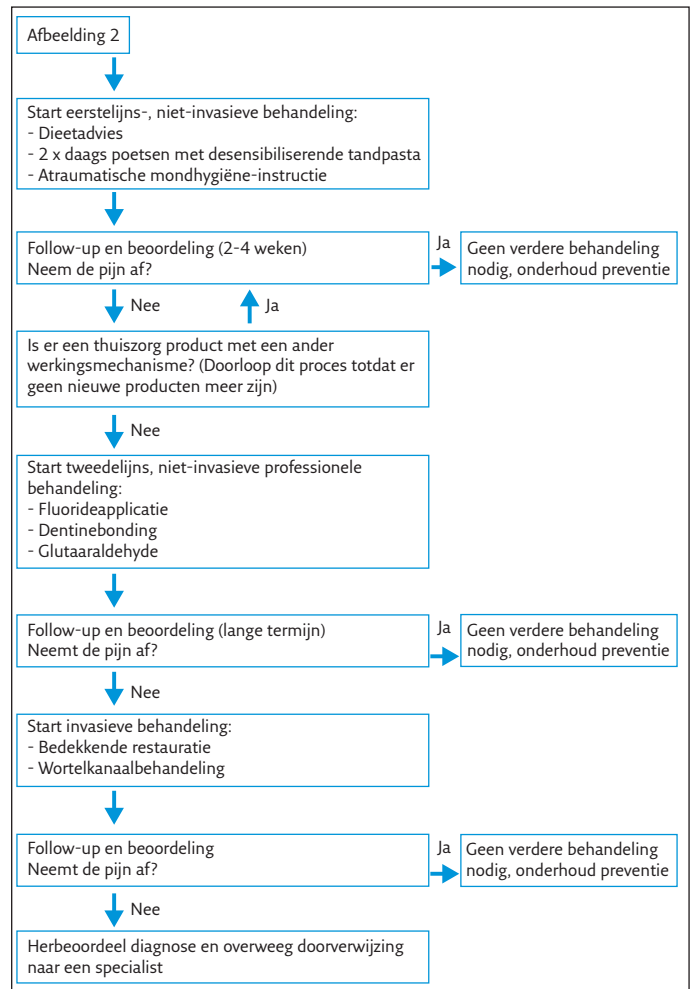 Afbeelding 2
Start eerstelijns-, niet-invasieve behandeling:
- Dieetadvies
- 2 x daags poetsen met desensibiliserende tandpasta
- Atraumatische mondhygiëne-instructie
Follow-up en beoordeling (2-4 weken)
Neem de pijn af?
Ja
Geen verdere behandeling
nodig, onderhoud preventie
Nee
Ja
Is er een thuiszorg product met een ander
werkingsmechanisme? (Doorloop dit proces totdat er
geen nieuwe producten meer zijn)
Nee
Start tweedelijns, niet-invasieve professionele
behandeling:
- Fluorideapplicatie
- Dentinebonding
- Glutaaraldehyde
Follow-up en beoordeling (lange termijn)
Neemt de pijn af?
Ja
Geen verdere behandeling
nodig, onderhoud preventie
Nee
Start invasieve behandeling:
- Bedekkende restauratie
- Wortelkanaalbehandeling
Follow-up en beoordeling
Neemt de pijn af?
Ja
Geen verdere behandeling
nodig, onderhoud preventie
Nee
Herbeoordeel diagnose en overweeg doorverwijzing
naar een specialist